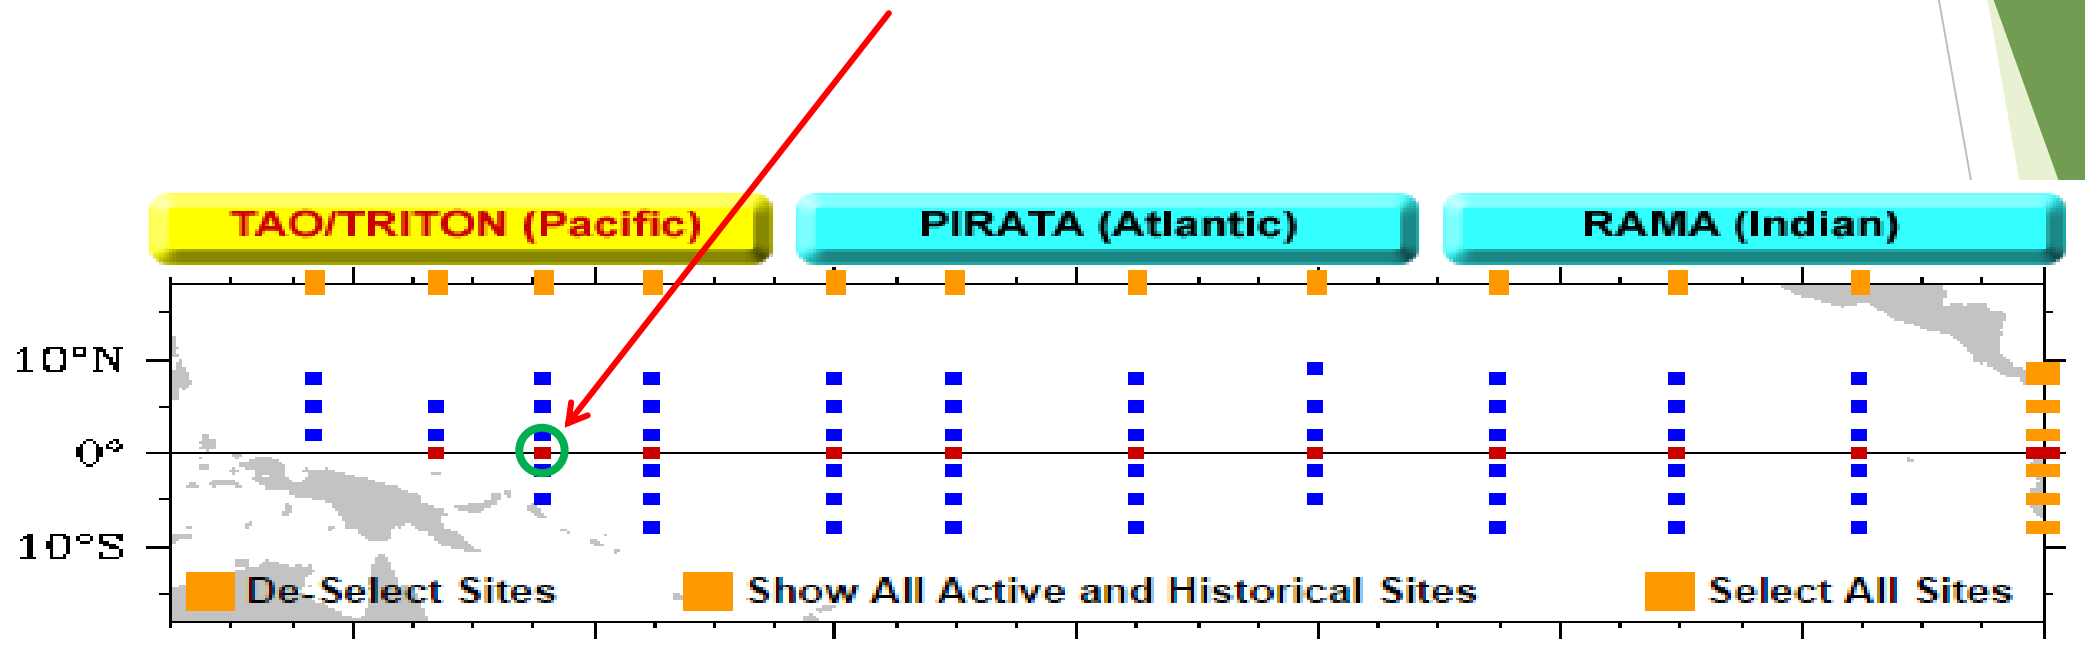 TAO/TRITON (Pacific) PIRATA (Atlantic) RAMA (Indian)
10°N
0°
10°S
De-Select Sites Show All Active and Historical Sites Select All Sites